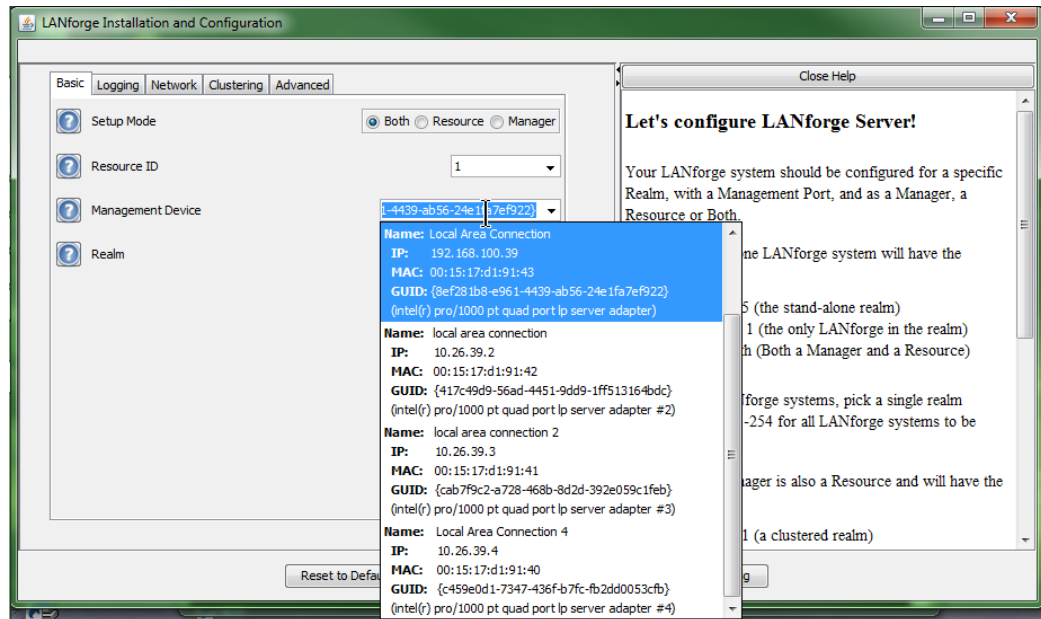 LANforge Installation and Configuration
Basic Logging Network Clustering Advanced
Setup Mode
Both Resource Manager
Resource ID
1
Management Device
1-4439-ab56-24e1fa7ef922}
Realm
Name: Local Area Connection
IP: 192.168.100.39
MAC: 00:15:17:d1:91:43
GUID: {8ef281b8-e961-4439-ab56-24e1fa7ef922}
(intel(r) pro/1000 pt quad port lp server adapter)
Name: local area connection
IP: 10.26.39.2
MAC: 00:15:17:d1:91:42
GUID: {417c49d9-56ad-4451-9dd9-1ff513164bdc}
(intel(r) pro/1000 pt quad port lp server adapter #2)
Name: local area connection 2
IP: 10.26.39.3
MAC: 00:15:17:d1:91:41
GUID: {cab7f9c2-a728-468b-8d2d-392e059c1feb}
(intel(r) pro/1000 pt quad port lp server adapter #3)
Name: Local Area Connection 4
IP: 10.26.39.4
MAC: 00:15:17:d1:91:40
GUID: {c459e0d1-7347-436f-b7fc-fb2dd0053cfb}
(intel(r) pro/1000 pt quad port lp server adapter #4)
Reset to Defau
Close Help
Let's configure LANforge Server!
Your LANforge system should be configured for a specific
Realm, with a Management Port, and as a Manager, a
Resource or Both.
ne LANforge system will have the
5 (the stand-alone realm)
1 (the only LANforge in the realm)
th (Both a Manager and a Resource)
forge systems, pick a single realm
-254 for all LANforge systems to be
ager is also a Resource and will have the
1 (a clustered realm)